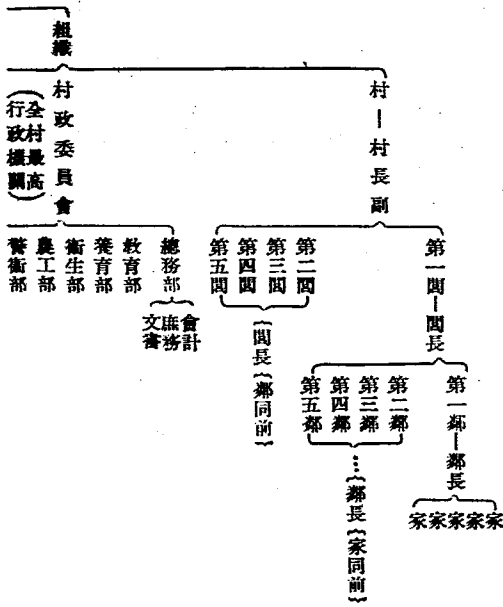 村—村長副
第一閭—閭長
第一鄰—鄰長
家家家家家
第二鄰
第三鄰
第四鄰
第五鄰
…鄰長(家同前)
第二閭
第三閭
第四閭
第五閭
閭長(鄰同前)
組織
村政委員會
(全村最高
行政機關)
總務部
會計
庶務
文書
教育部
養育部
衞生部
農工部
警衞部